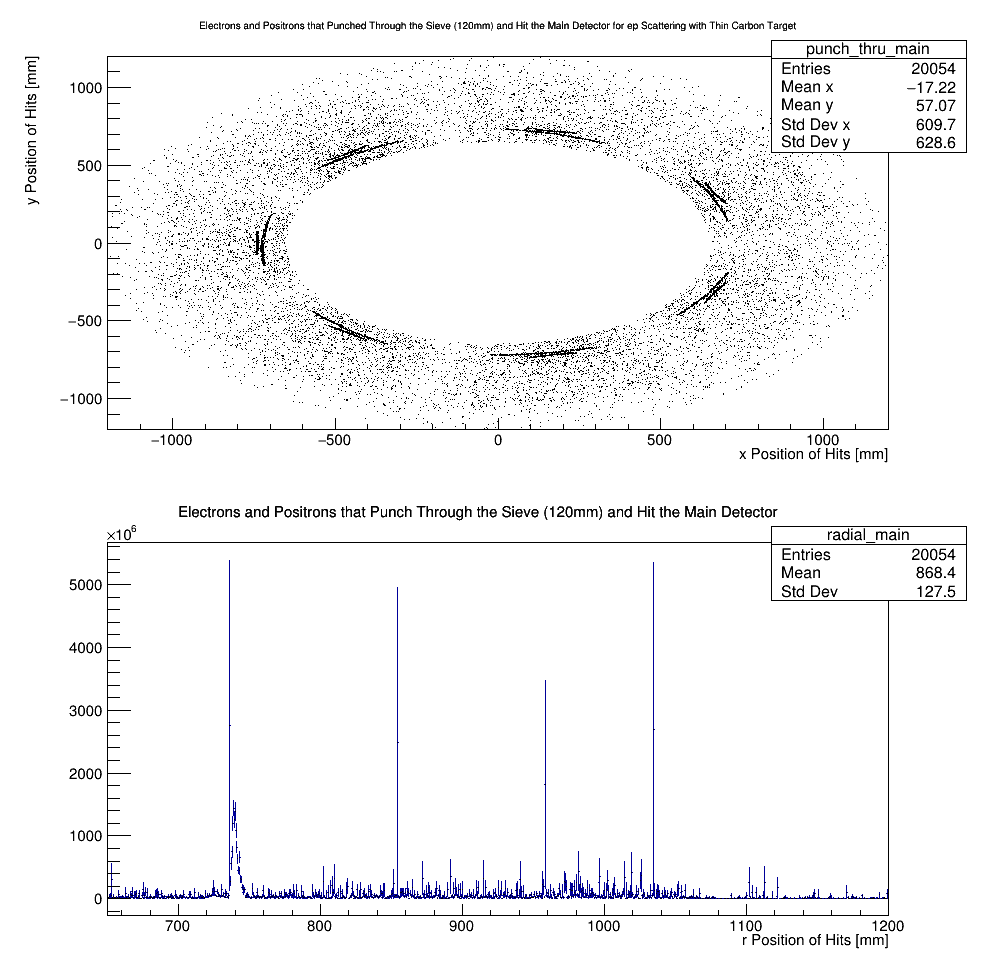 Electrons and Positrons that Punched Through the Sieve (120mm) and Hit the Main Detector for ep Scattering with Thin Carbon Target
punch_thru_main
Entries 20054
Mean x −17.22
Mean y 57.07
Std Dev x 609.7
Std Dev y 628.6
y Position of Hits [mm]
1000
500
0
−500
−1000
−1000 −500 0 500 1000
x Position of Hits [mm]
Electrons and Positrons that Punch Through the Sieve (120mm) and Hit the Main Detector
×10⁶
radial_main
Entries 20054
Mean 868.4
Std Dev 127.5
5000
4000
3000
2000
1000
0
700 800 900 1000 1100 1200
r Position of Hits [mm]